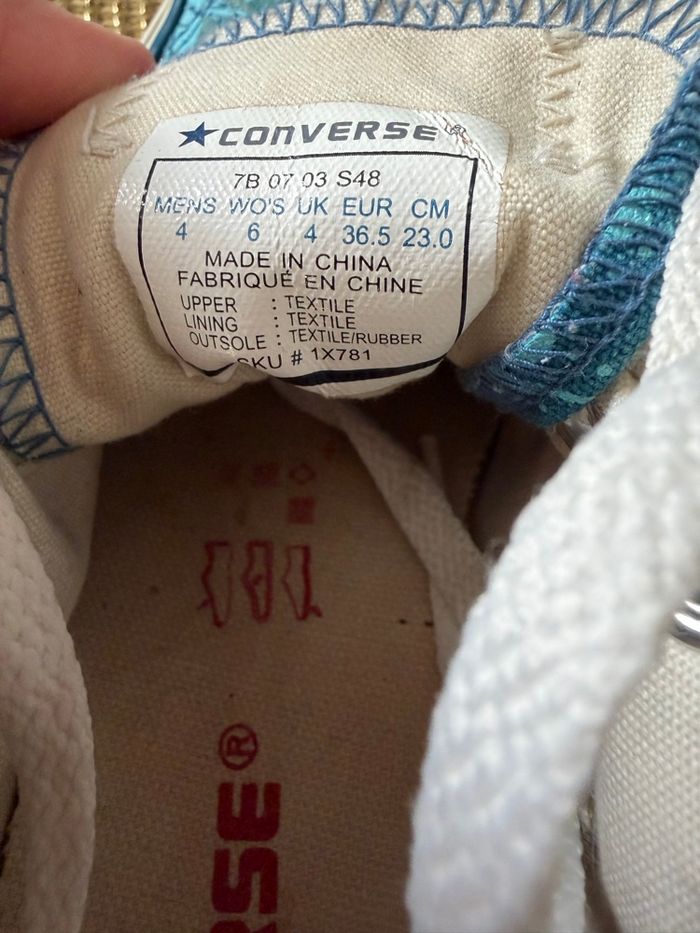 ★CONVERSE®
7B 07 03 S48
MENS WO'S UK EUR CM
4 6 4 36.5 23.0
MADE IN CHINA
FABRIQUÉ EN CHINE
UPPER : TEXTILE
LINING : TEXTILE
OUTSOLE : TEXTILE/RUBBER
SKU # 1X781
RSE®